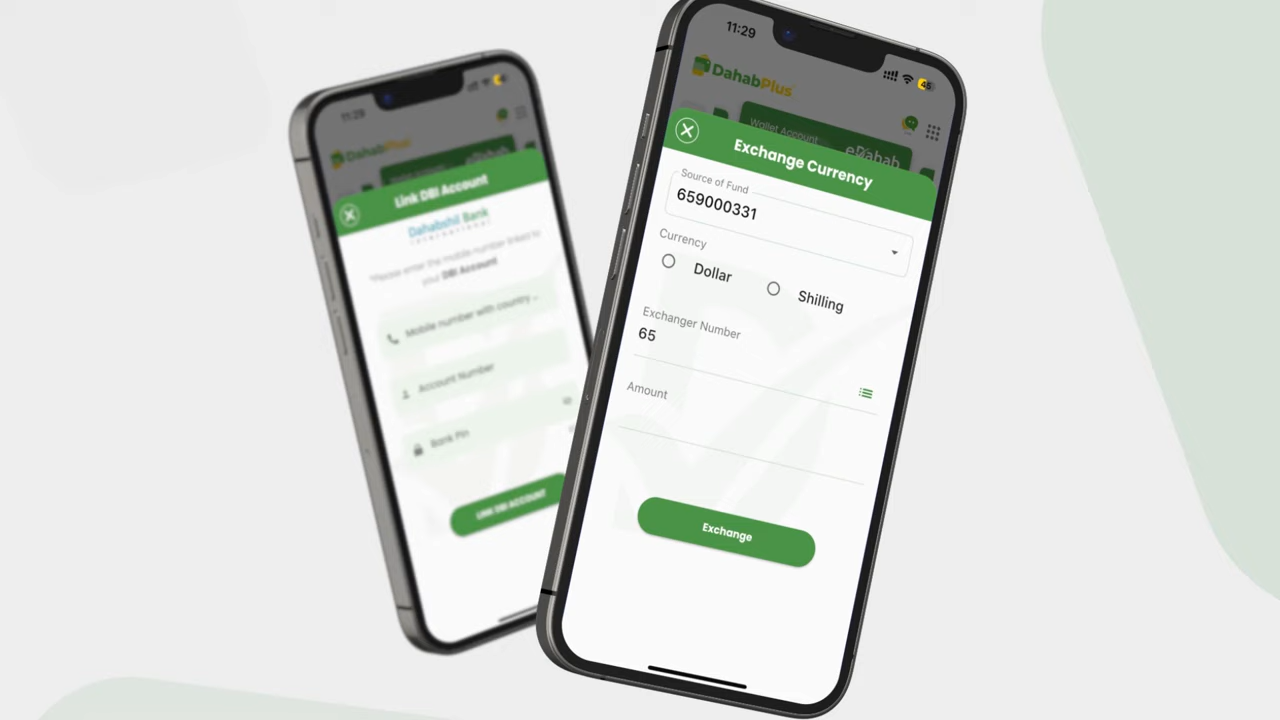 11:29
DahabPlus
Link DBI Account
Dahabshil Bank
International
*Please enter the mobile number linked to
your DBI Account
Mobile number with country ..
Account Number
Bank Pin
LINK DBI ACCOUNT
11:29
45
DahabPlus
Wallet Account
eDahab
Exchange Currency
Source of Fund
659000331
Currency
Dollar
Shilling
Exchanger Number
65
Amount
Exchange